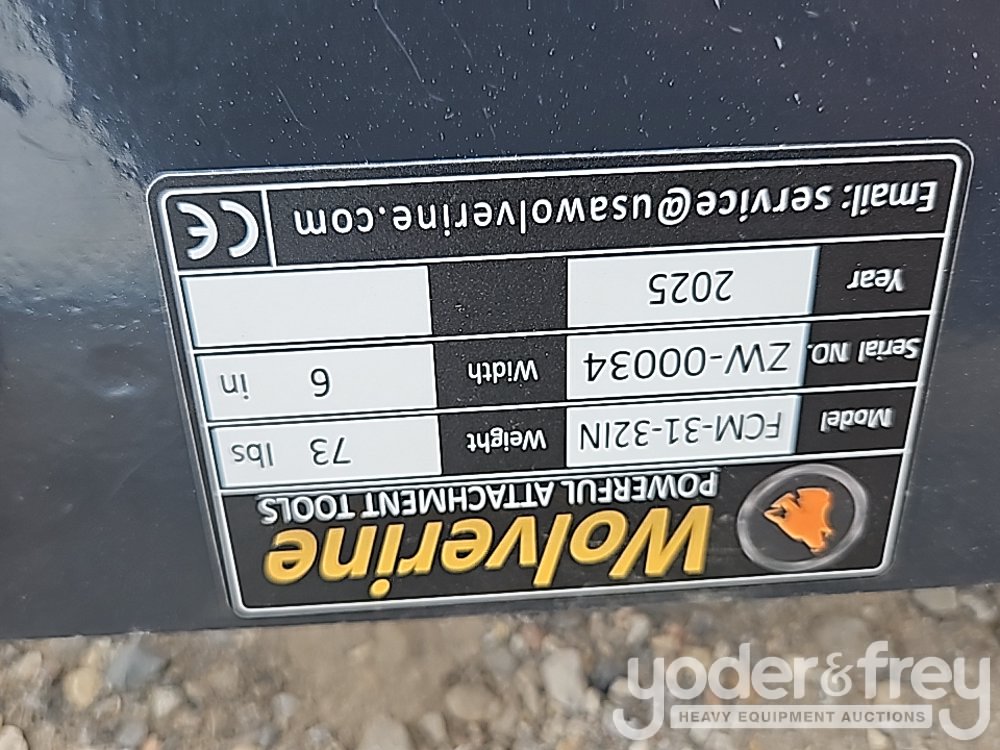 Wolverine
POWERFUL ATTACHMENT TOOLS
Model FCM-31-32IN Weight 73 lbs
Serial NO. ZW-00034 Width 6 in
Year 2025
Email: service@usawolverine.com CE
yoder&frey
HEAVY EQUIPMENT AUCTIONS